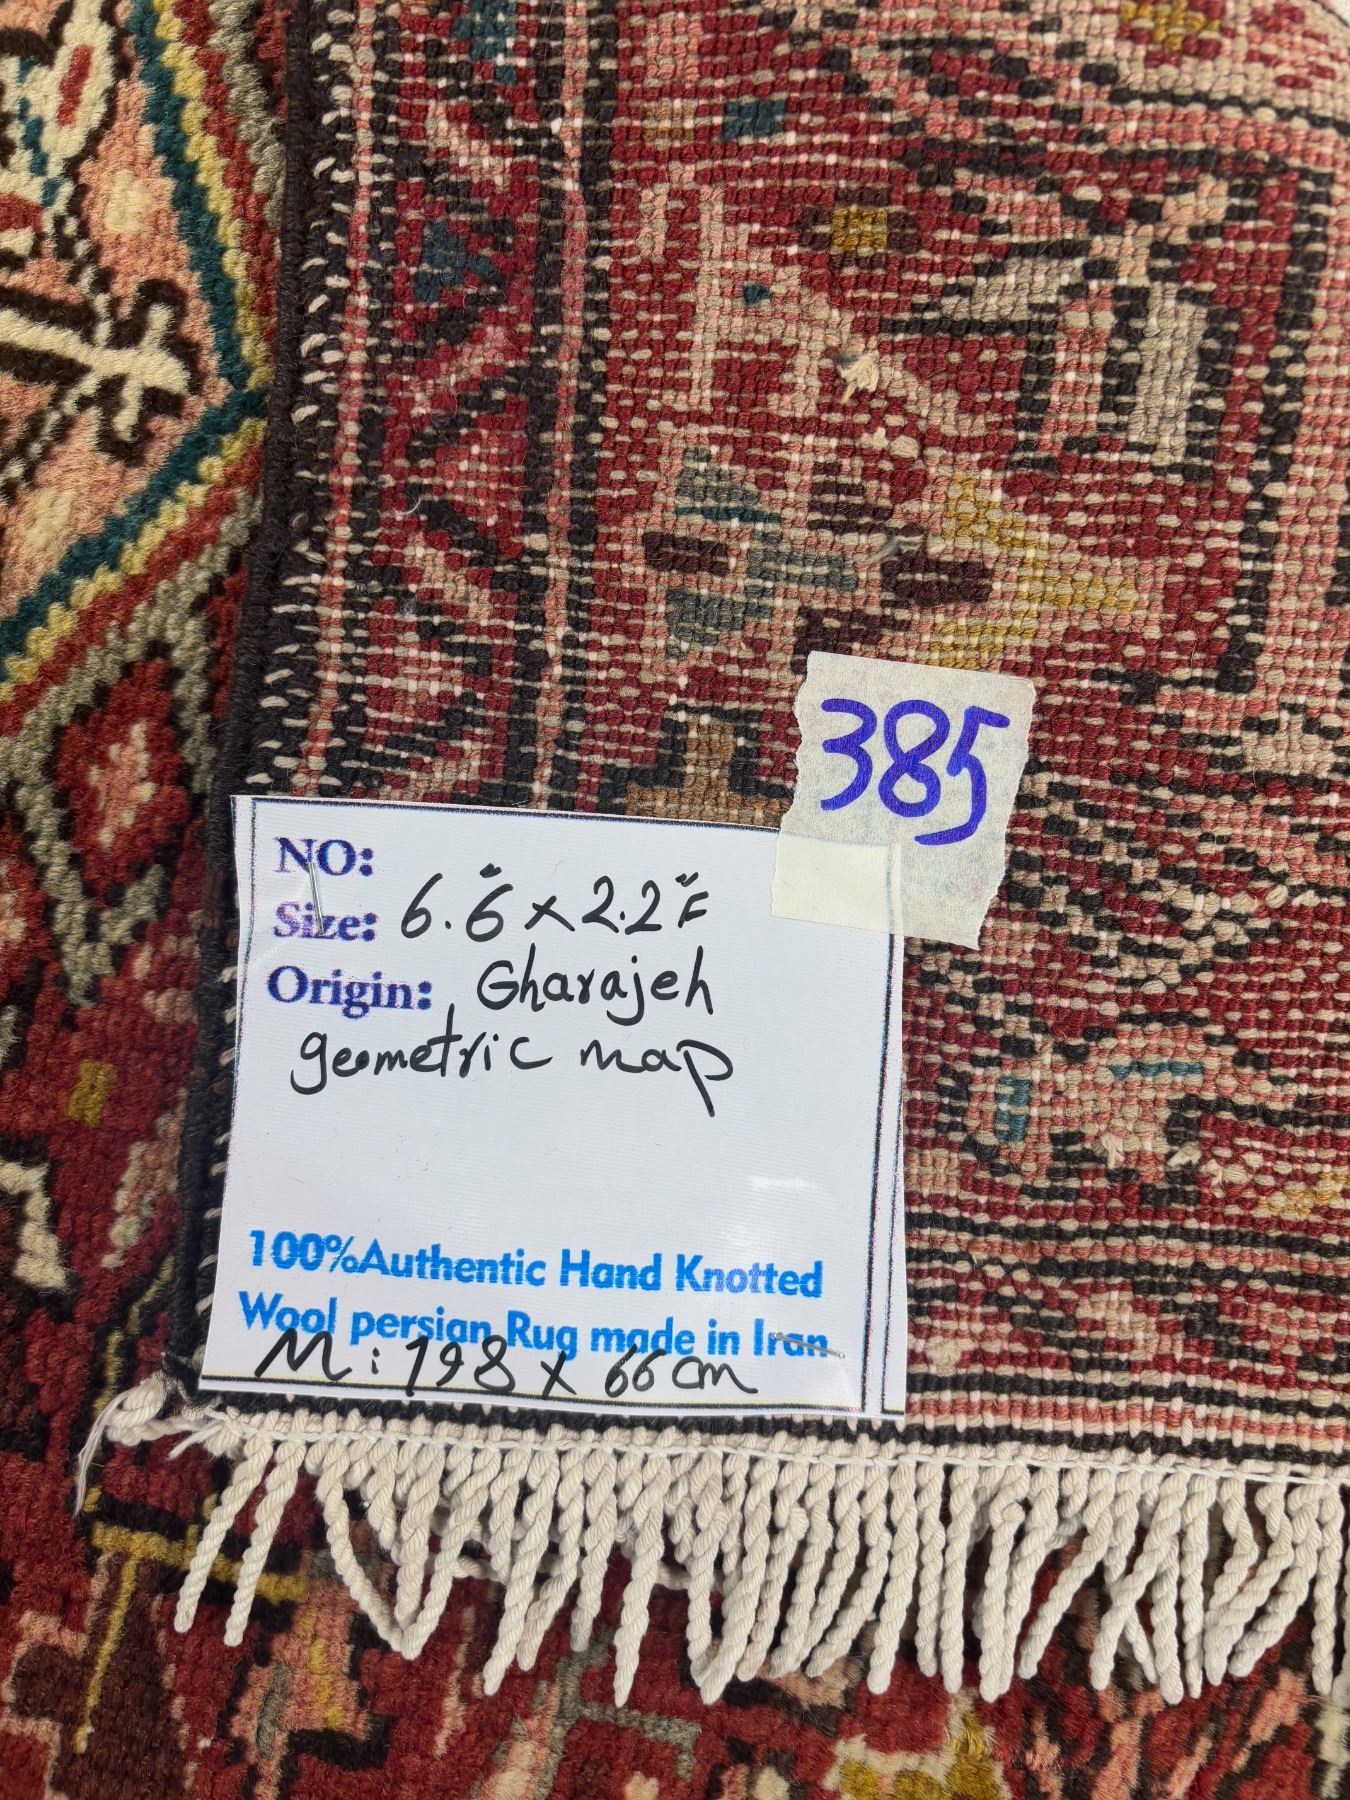 385
NO:
Size: 6.6" x 2.2" F
Origin: Gharajeh
geometric map
100%Authentic Hand Knotted
Wool persian Rug made in Iran
M: 198 x 66 cm